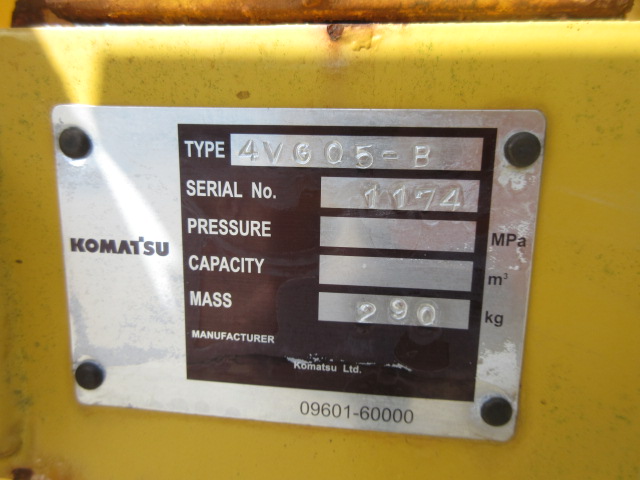 TYPE 4VG05-B
SERIAL No. 1174
PRESSURE MPa
KOMATSU
CAPACITY m³
MASS 290 kg
MANUFACTURER
Komatsu Ltd.
09601-60000